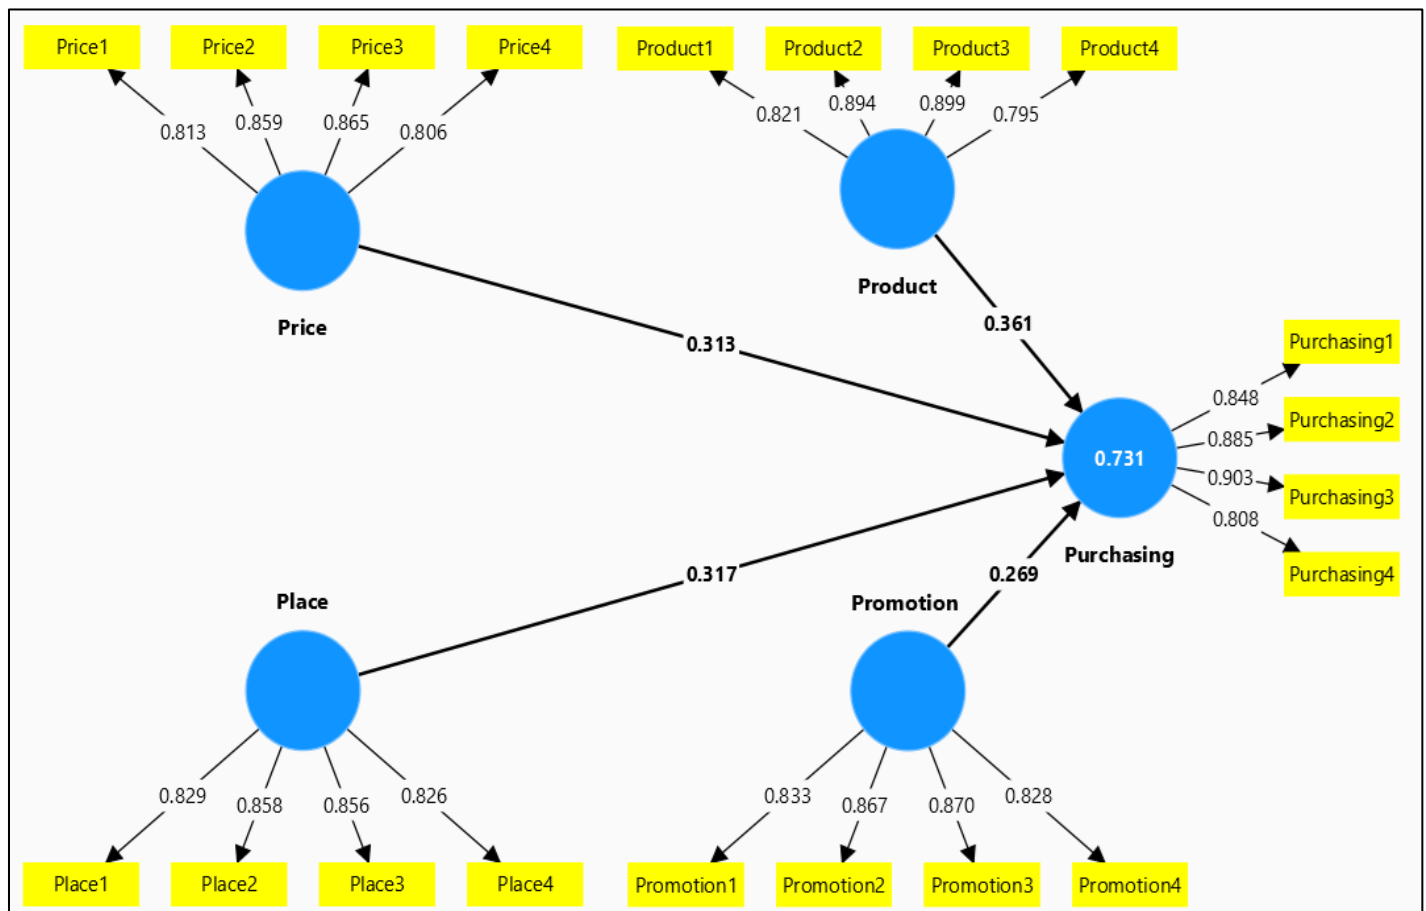 Price1
Price2
Price3
Price4
Product1
Product2
Product3
Product4
0.813
0.859
0.865
0.806
0.821
0.894
0.899
0.795
Price
Product
0.313
0.361
Purchasing1
Purchasing2
Purchasing3
Purchasing4
0.848
0.885
0.903
0.808
0.731
Purchasing
0.317
0.269
Place
Promotion
0.829
0.858
0.856
0.826
0.833
0.867
0.870
0.828
Place1
Place2
Place3
Place4
Promotion1
Promotion2
Promotion3
Promotion4